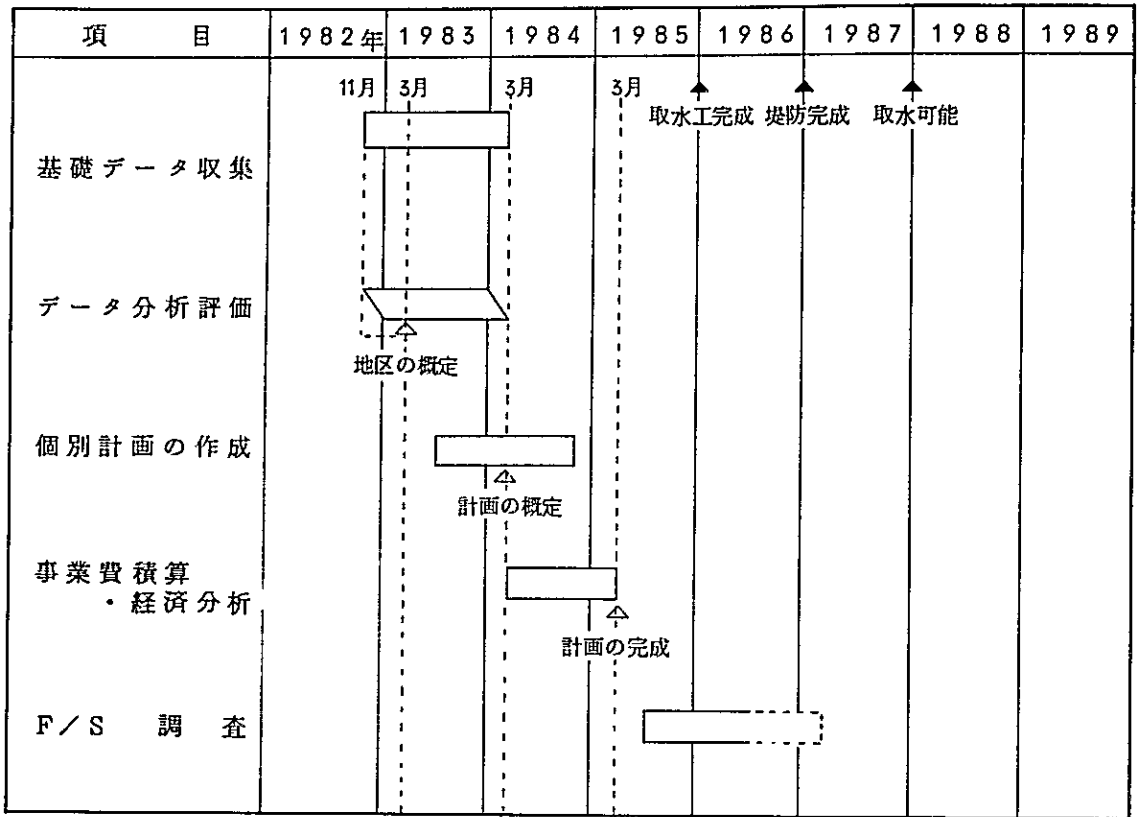 項 目 1982年 1983 1984 1985 1986 1987 1988 1989
11月 3月 3月 3月
取水工完成 堤防完成 取水可能
基礎データ収集
データ分析評価
地区の概定
個別計画の作成
計画の概定
事業費積算
・経済分析
計画の完成
F/S 調 査